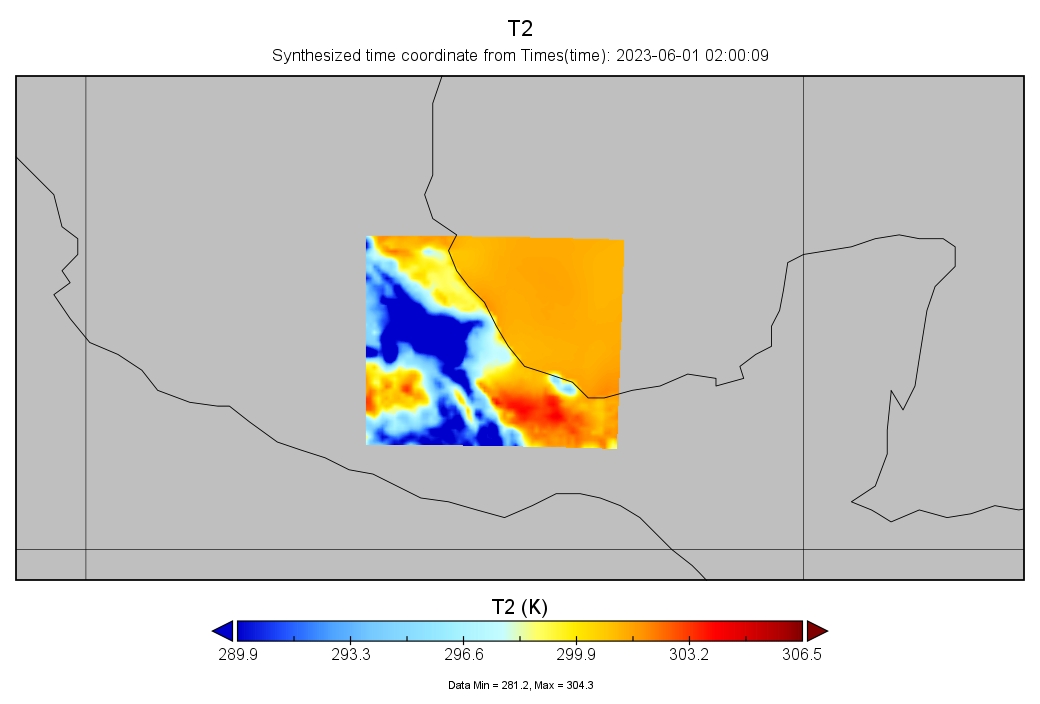 T2
Synthesized time coordinate from Times(time): 2023-06-01 02:00:09
T2 (K)
289.9 293.3 296.6 299.9 303.2 306.5
Data Min = 281.2, Max = 304.3